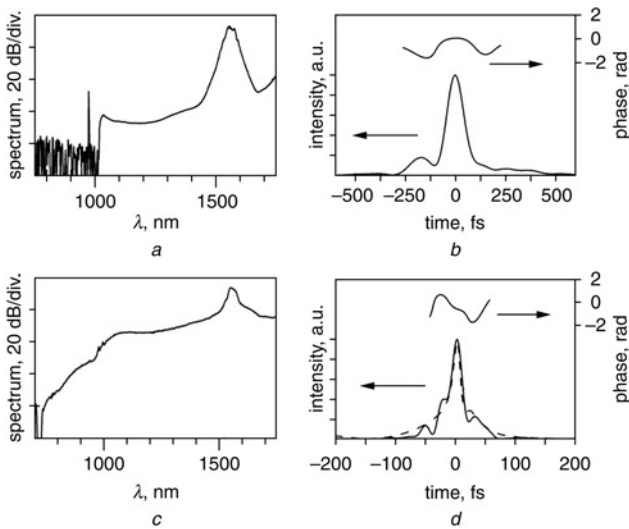 spectrum, 20 dB/div.
1000
1500
λ, nm
a
intensity, a.u.
2
0
−2
phase, rad
−500
−250
0
250
500
time, fs
b
spectrum, 20 dB/div.
1000
1500
λ, nm
c
intensity, a.u.
2
0
−2
phase, rad
−200
−100
0
100
200
time, fs
d